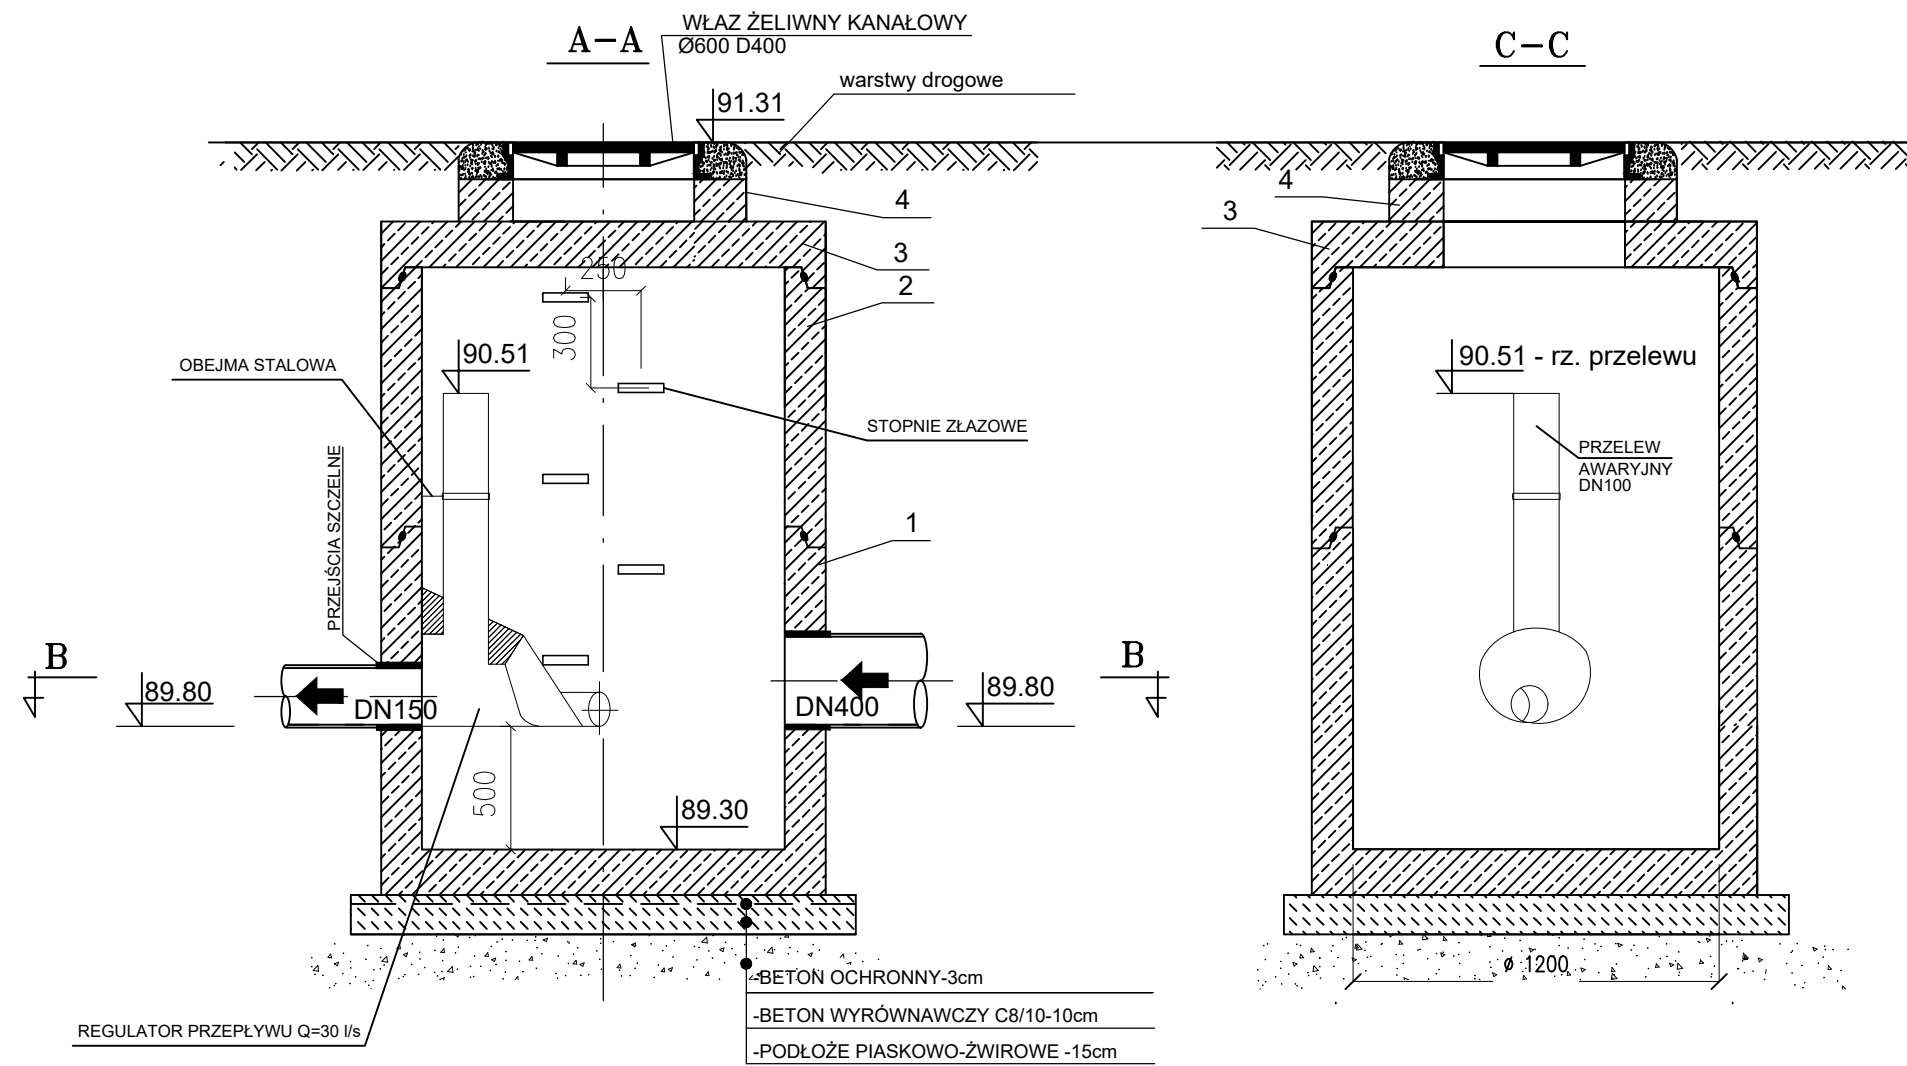 A-A
WŁAZ ŻELIWNY KANAŁOWY
Ø600 D400
warstwy drogowe
91.31
4
3
2
250
300
90.51
OBEJMA STALOWA
STOPNIE ZŁAZOWE
PRZEJŚCIA SZCZELNE
1
B
89.80
DN150
DN400
89.80
B
500
89.30
REGULATOR PRZEPŁYWU Q=30 l/s
-BETON OCHRONNY-3cm
-BETON WYRÓWNAWCZY C8/10-10cm
-PODŁOŻE PIASKOWO-ŻWIROWE -15cm
C-C
4
3
90.51 - rz. przelewu
PRZELEW
AWARYJNY
DN100
ø 1200